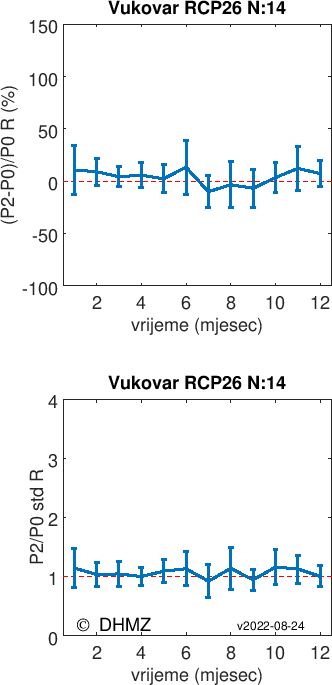 Vukovar RCP26 N:14
150
100
50
0
-50
-100
(P2-P0)/P0 R (%)
2 4 6 8 10 12
vrijeme (mjesec)
Vukovar RCP26 N:14
4
3
2
1
0
P2/P0 std R
© DHMZ
v2022-08-24
2 4 6 8 10 12
vrijeme (mjesec)